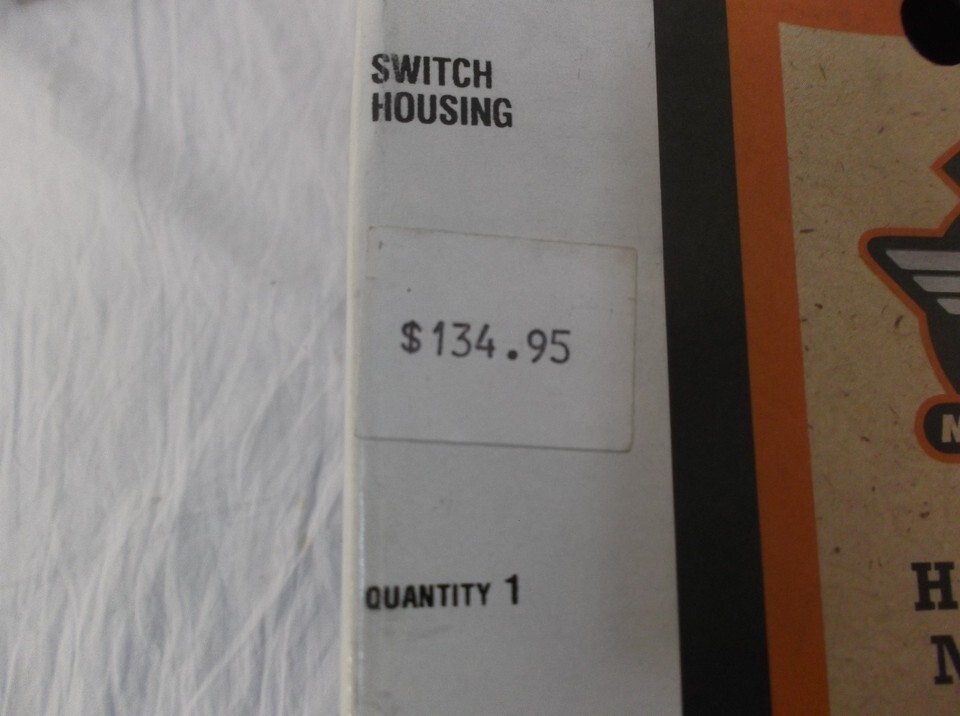 SWITCH
HOUSING
$134.95
QUANTITY 1